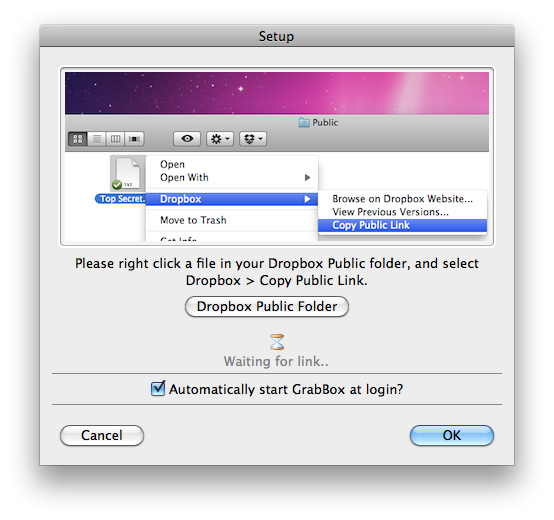 Setup
Public
Open
Open With
TXT
Top Secret.
Dropbox
Browse on Dropbox Website...
View Previous Versions...
Move to Trash
Copy Public Link
Get Info
Please right click a file in your Dropbox Public folder, and select
Dropbox > Copy Public Link.
Dropbox Public Folder
Waiting for link..
Automatically start GrabBox at login?
Cancel
OK